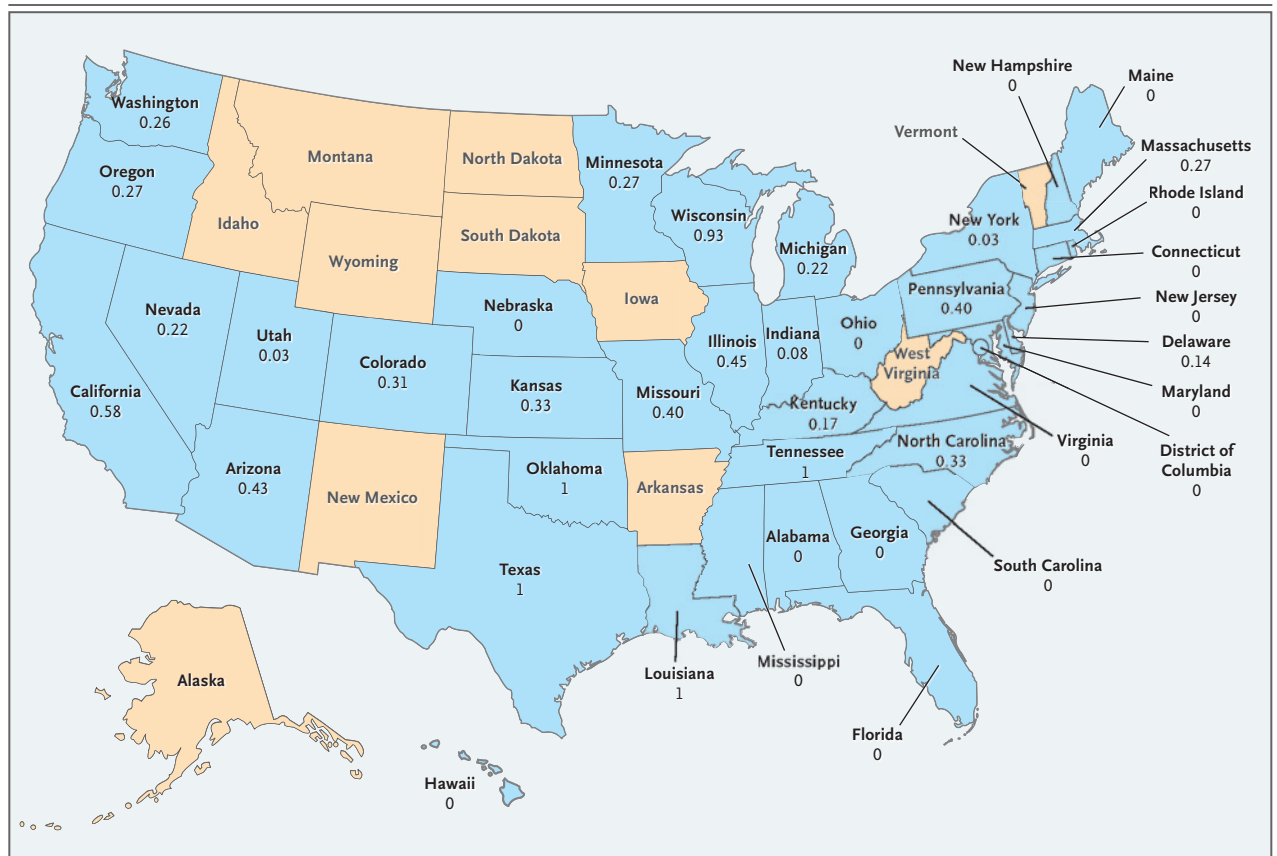 New Hampshire
0
Maine
0
Washington
0.26
Vermont
Massachusetts
0.27
Montana
North Dakota
Minnesota
0.27
Oregon
0.27
Rhode Island
0
Idaho
South Dakota
Wisconsin
0.93
New York
0.03
Michigan
0.22
Connecticut
0
Wyoming
Iowa
Pennsylvania
0.40
New Jersey
0
Nebraska
0
Nevada
0.22
Utah
0.03
Ohio
0
Indiana
0.08
Illinois
0.45
Delaware
0.14
West
Virginia
Colorado
0.31
Kansas
0.33
California
0.58
Missouri
0.40
Maryland
0
Kentucky
0.17
Virginia
0
North Carolina
0.33
Tennessee
1
District of
Columbia
0
Arizona
0.43
Oklahoma
1
New Mexico
Arkansas
Alabama
0
Georgia
0
Texas
1
South Carolina
0
Mississippi
0
Louisiana
1
Alaska
Florida
0
Hawaii
0